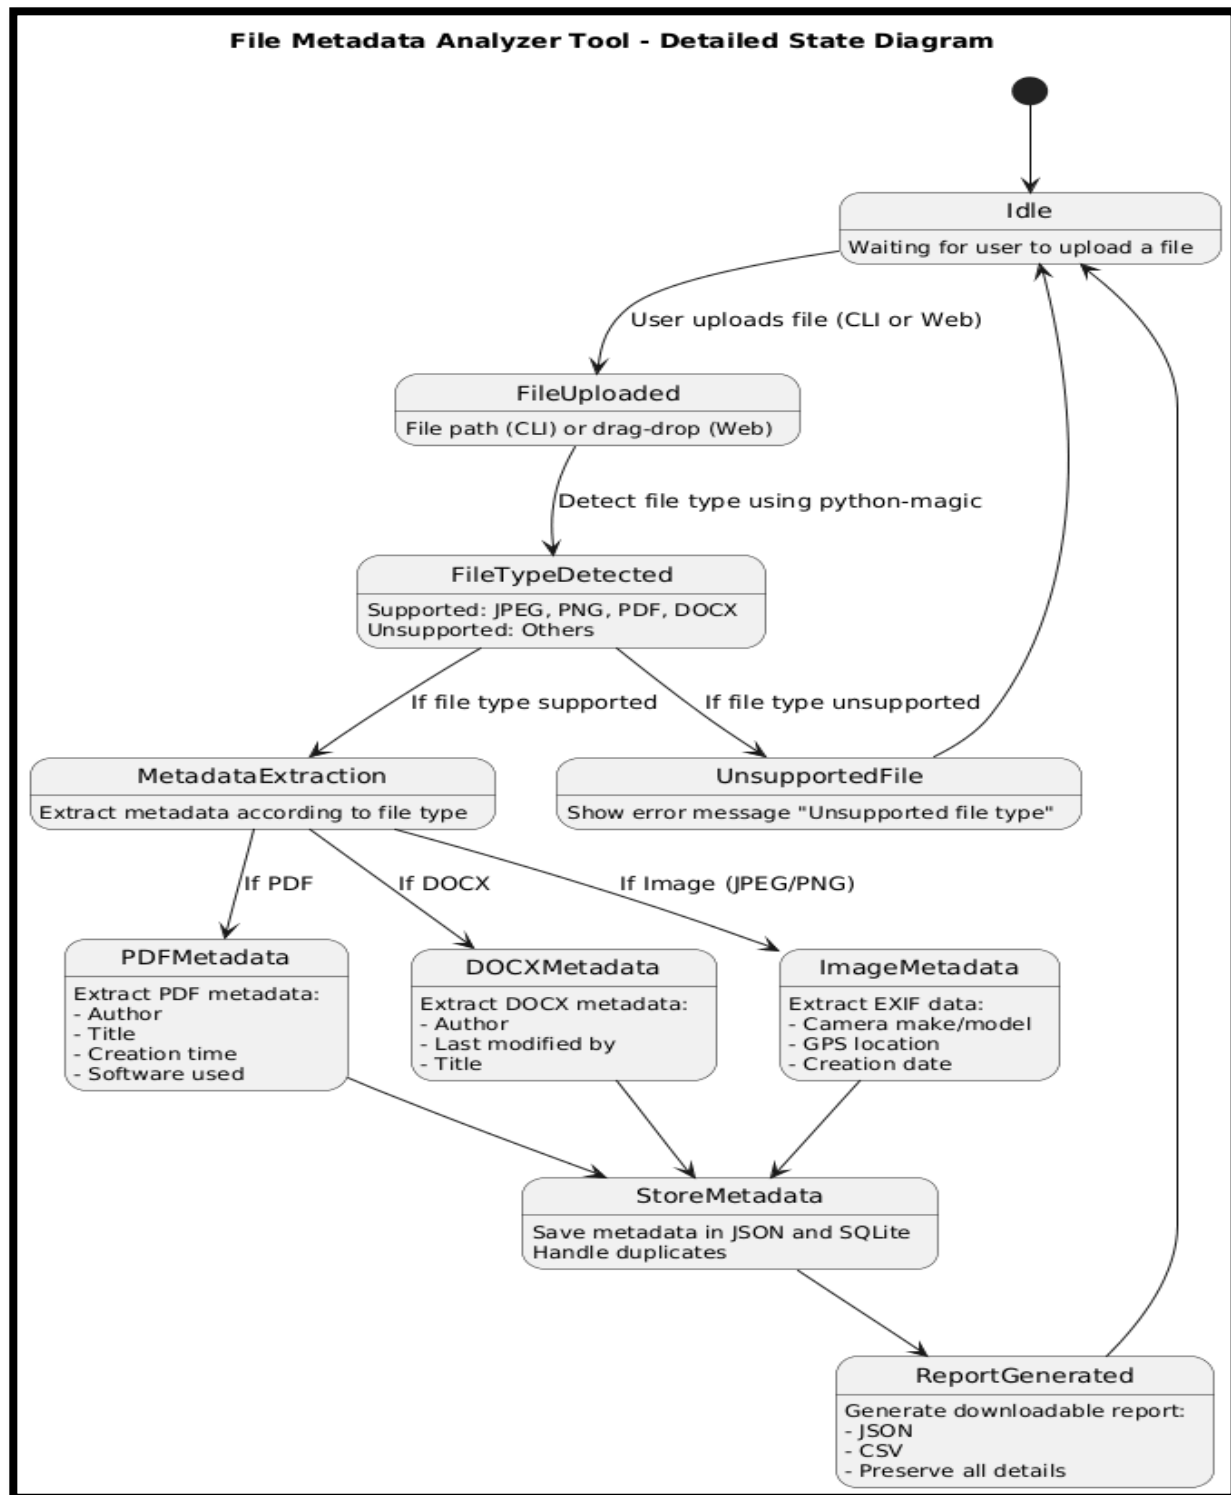 File Metadata Analyzer Tool - Detailed State Diagram
Idle
Waiting for user to upload a file
User uploads file (CLI or Web)
FileUploaded
File path (CLI) or drag-drop (Web)
Detect file type using python-magic
FileTypeDetected
Supported: JPEG, PNG, PDF, DOCX
Unsupported: Others
If file type supported
If file type unsupported
MetadataExtraction
Extract metadata according to file type
UnsupportedFile
Show error message "Unsupported file type"
If PDF
If DOCX
If Image (JPEG/PNG)
PDFMetadata
Extract PDF metadata:
- Author
- Title
- Creation time
- Software used
DOCXMetadata
Extract DOCX metadata:
- Author
- Last modified by
- Title
ImageMetadata
Extract EXIF data:
- Camera make/model
- GPS location
- Creation date
StoreMetadata
Save metadata in JSON and SQLite
Handle duplicates
ReportGenerated
Generate downloadable report:
- JSON
- CSV
- Preserve all details